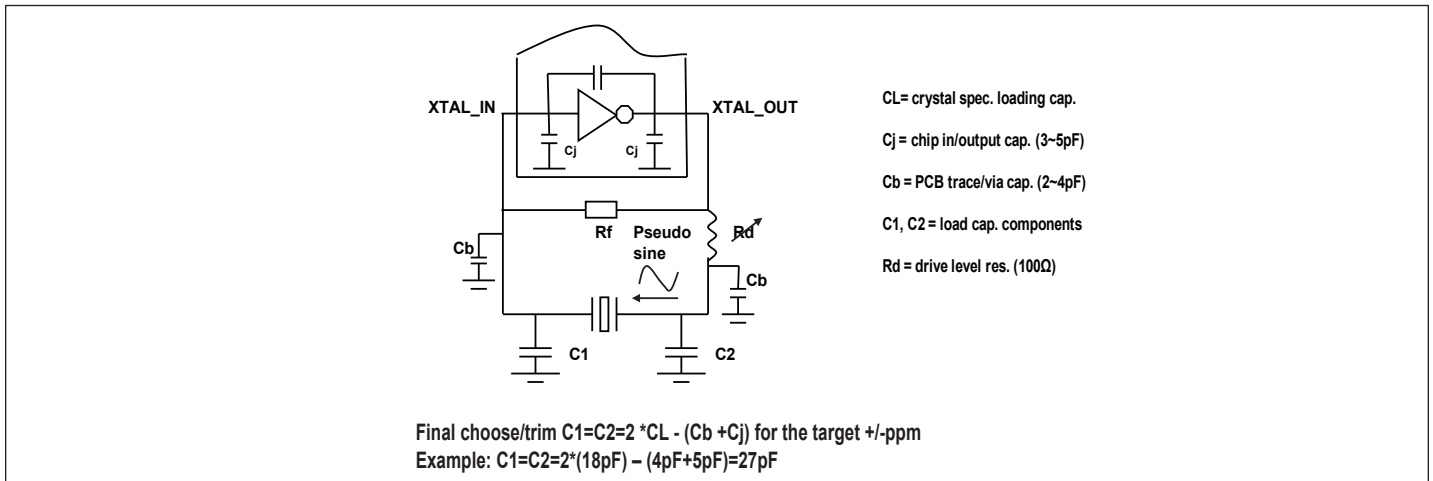 XTAL_IN
XTAL_OUT
Cj
Cj
Rf
Pseudo
sine
Rd
Cb
Cb
C1
C2
CL= crystal spec. loading cap.
Cj = chip in/output cap. (3~5pF)
Cb = PCB trace/via cap. (2~4pF)
C1, C2 = load cap. components
Rd = drive level res. (100Ω)
Final choose/trim C1=C2=2 *CL - (Cb +Cj) for the target +/-ppm
Example: C1=C2=2*(18pF) – (4pF+5pF)=27pF